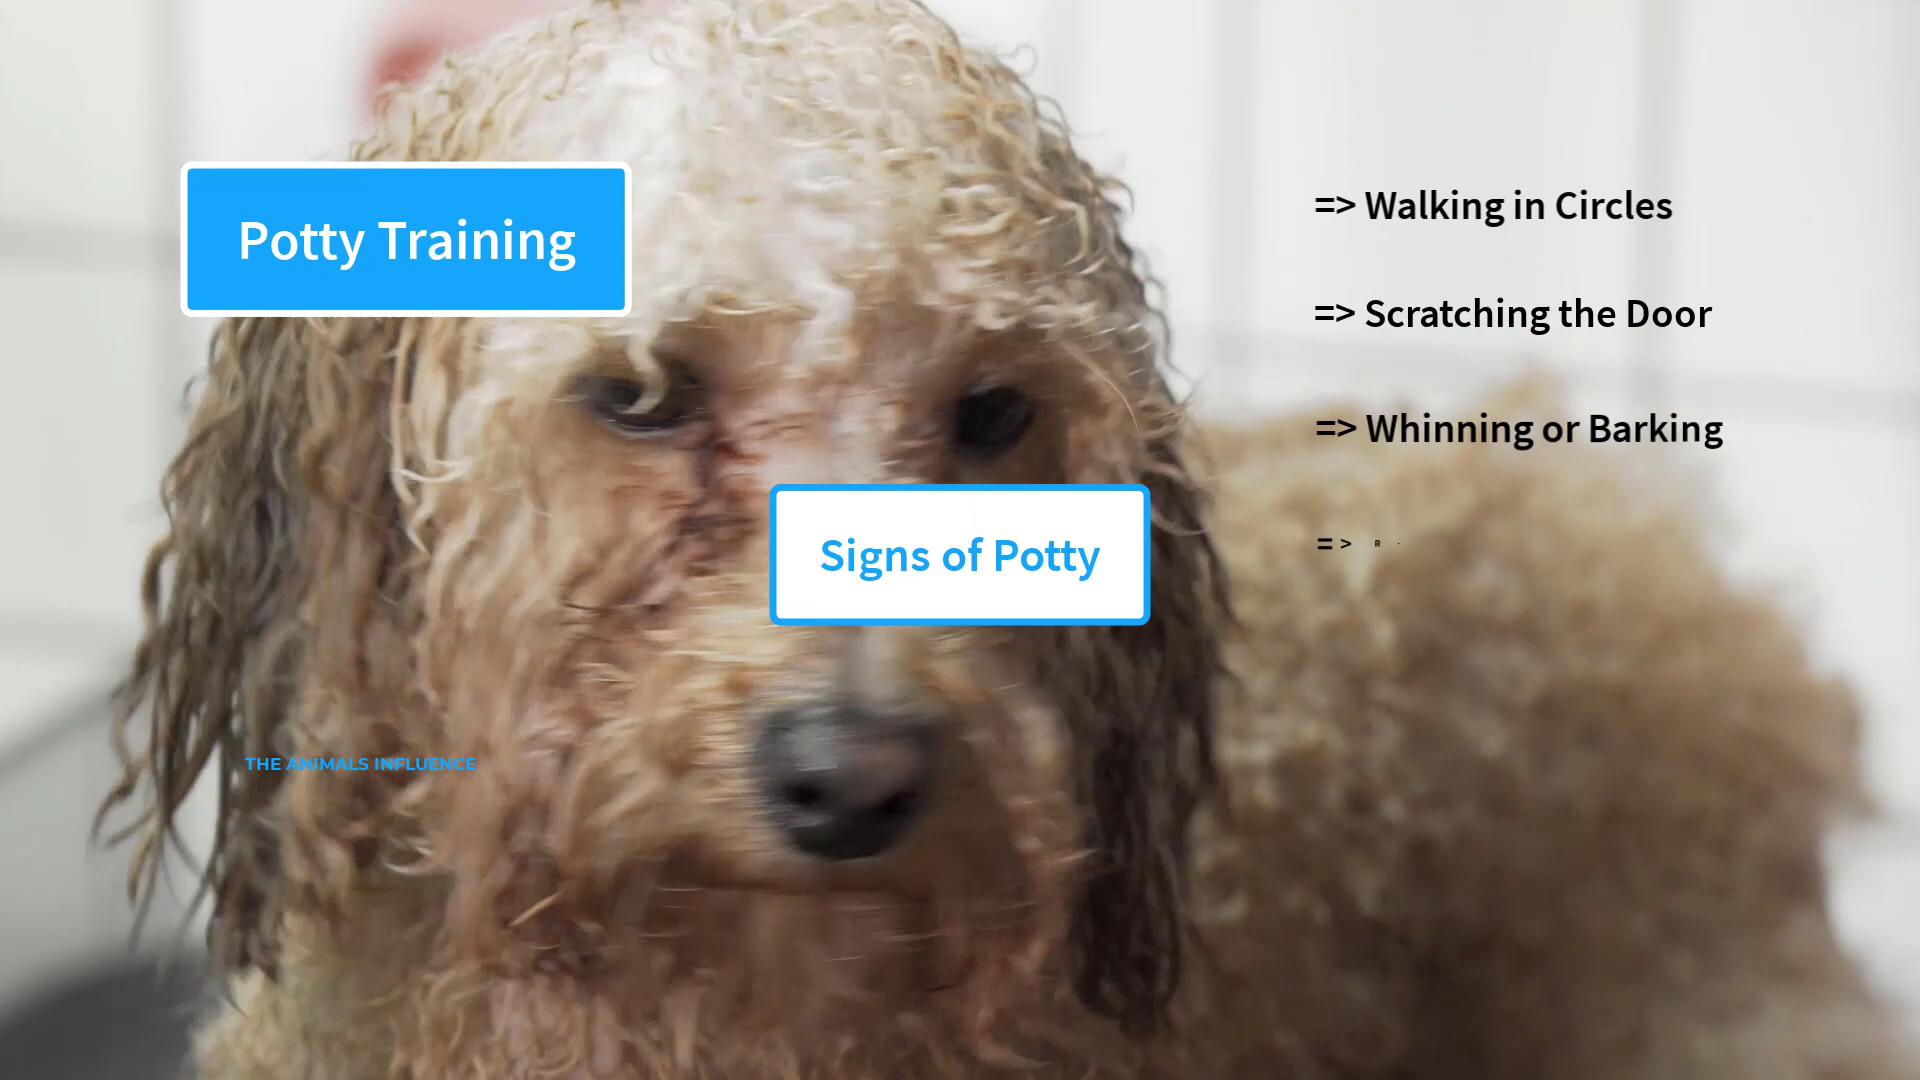 Potty Training
=> Walking in Circles
=> Scratching the Door
=> Whinning or Barking
=> R
Signs of Potty
THE ANIMALS INFLUENCE